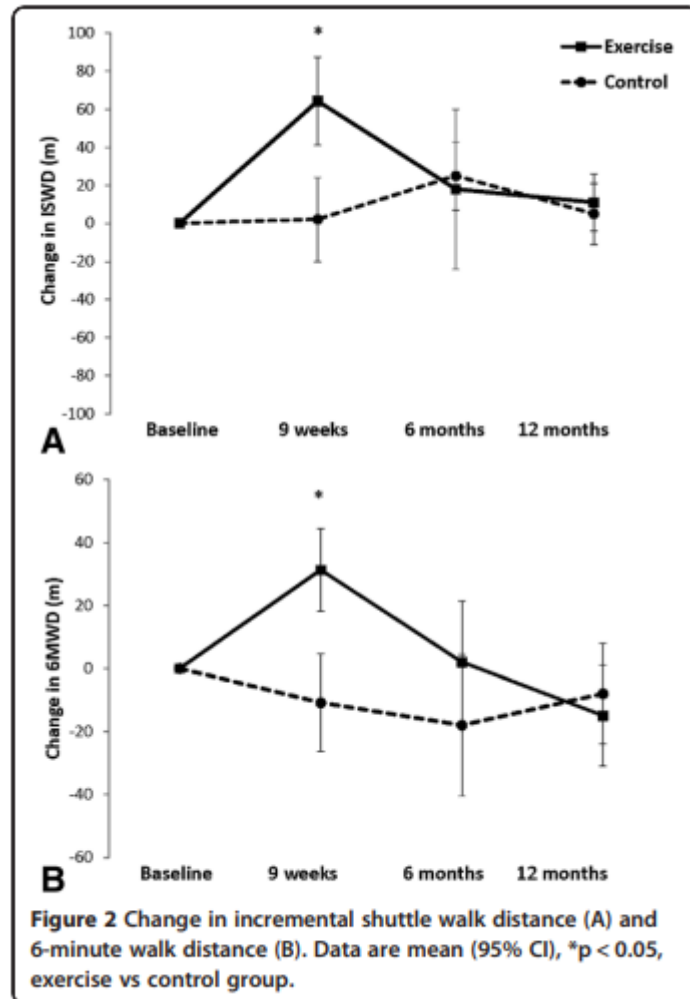 *
Exercise
Control
Change in ISWD (m)
100
80
60
40
20
0
-20
-40
-60
-80
-100
A
Baseline 9 weeks 6 months 12 months
*
Change in 6MWD (m)
60
40
20
0
-20
-40
-60
B
Baseline 9 weeks 6 months 12 months
Figure 2 Change in incremental shuttle walk distance (A) and
6-minute walk distance (B). Data are mean (95% CI), *p < 0.05,
exercise vs control group.